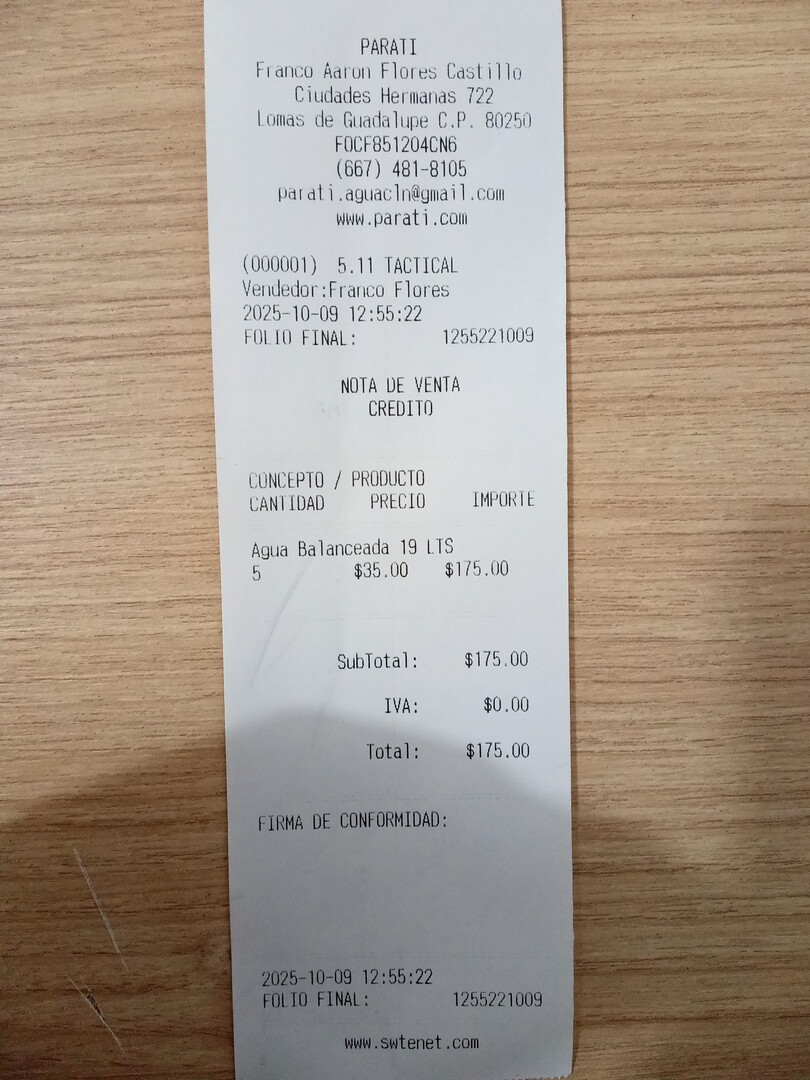 PARATI
Franco Aaron Flores Castillo
Ciudades Hermanas 722
Lomas de Guadalupe C.P. 80250
FOCF851204CN6
(667) 481-8105
parati.aguacln@gmail.com
www.parati.com
(000001) 5.11 TACTICAL
Vendedor:Franco Flores
2025-10-09 12:55:22
FOLIO FINAL: 1255221009
NOTA DE VENTA
CREDITO
CONCEPTO / PRODUCTO
CANTIDAD PRECIO IMPORTE
Agua Balanceada 19 LTS
5 $35.00 $175.00
SubTotal: $175.00
IVA: $0.00
Total: $175.00
FIRMA DE CONFORMIDAD:
2025-10-09 12:55:22
FOLIO FINAL: 1255221009
www.swtenet.com